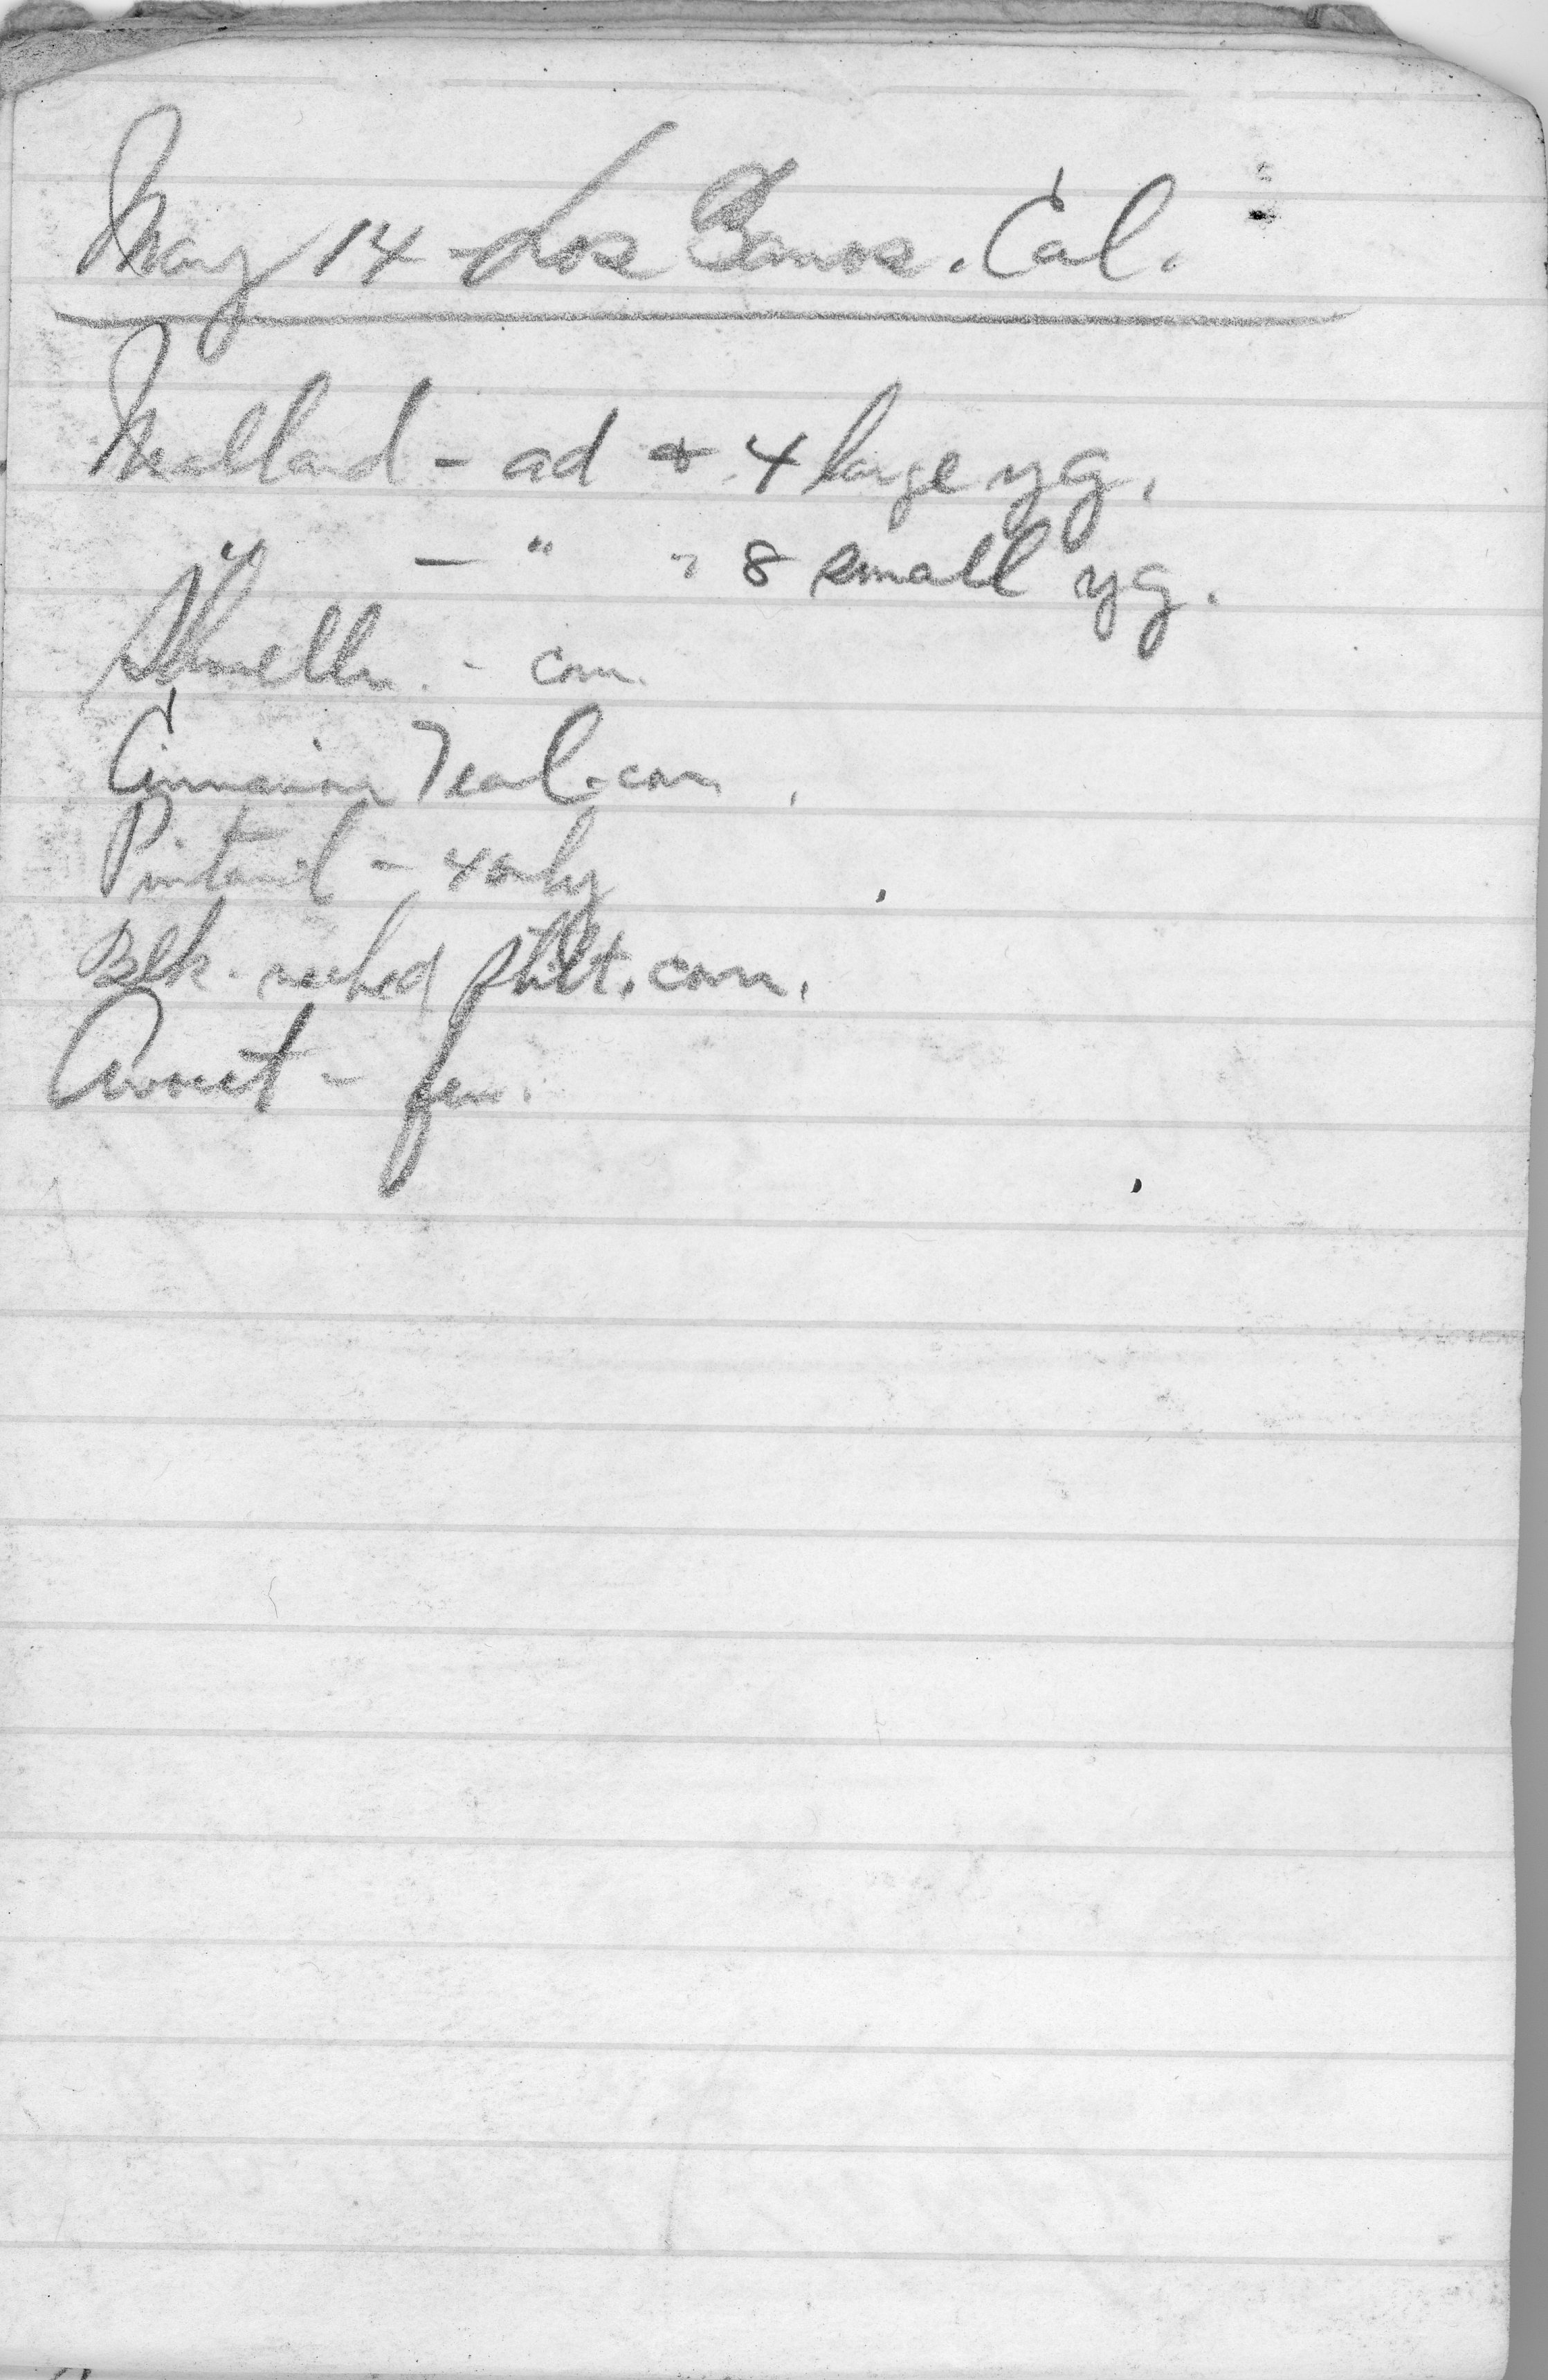 May 14 - Los Banos. Cal.
Mallard - ad & 4 large yg.
" - " " 8 small yg.
Shoveller. - com.
Cinnamon Teal - com.
Pintail - 4 only
Blk-necked stilt. com.
Avocet - few.